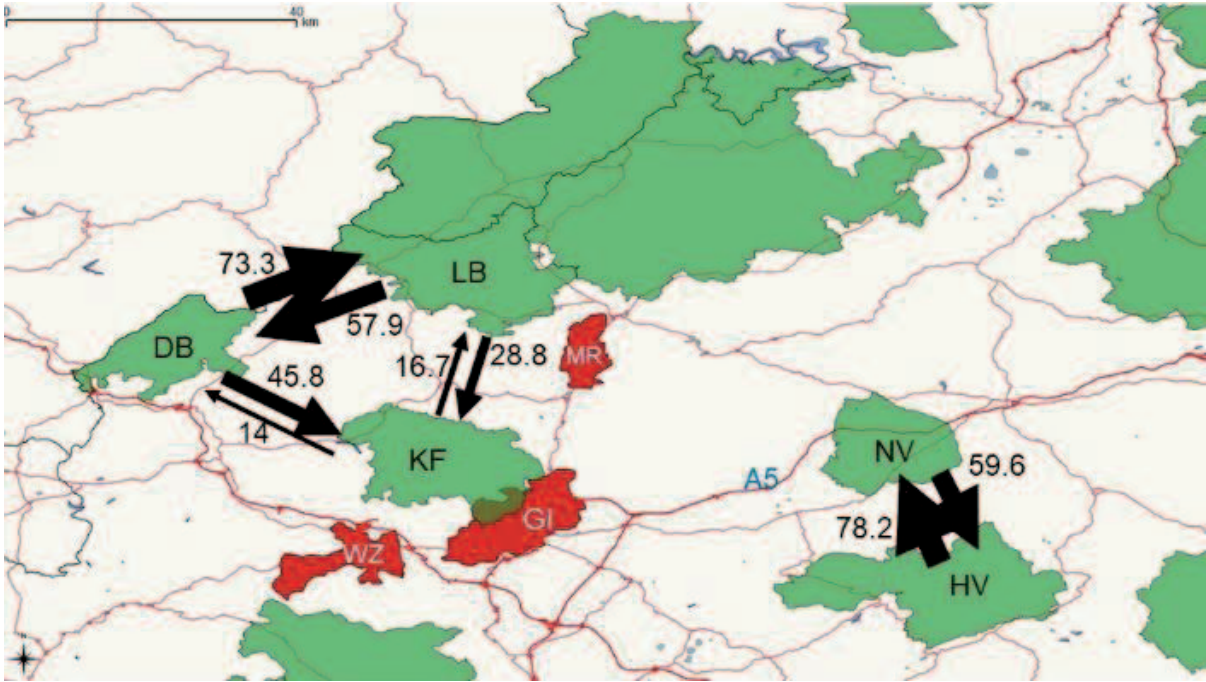 0
40
km
73.3
LB
57.9
DB
16.7
28.8
MR
45.8
14
KF
NV
59.6
A5
GI
78.2
WZ
HV